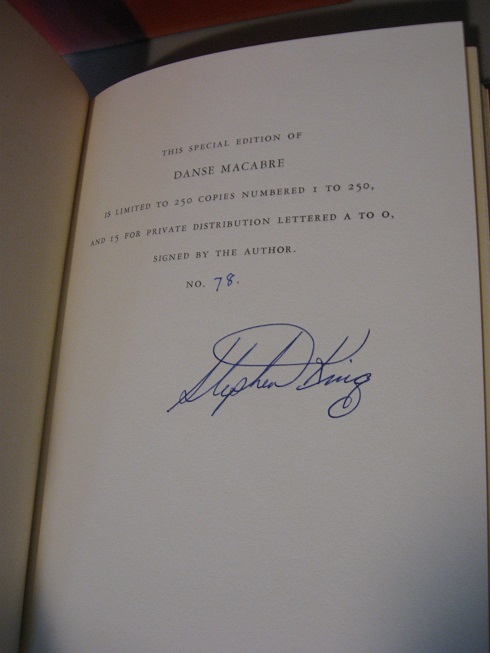 THIS SPECIAL EDITION OF
DANSE MACABRE
IS LIMITED TO 250 COPIES NUMBERED 1 TO 250,
AND 15 FOR PRIVATE DISTRIBUTION LETTERED A TO O,
SIGNED BY THE AUTHOR.
NO. 78.
Stephen King